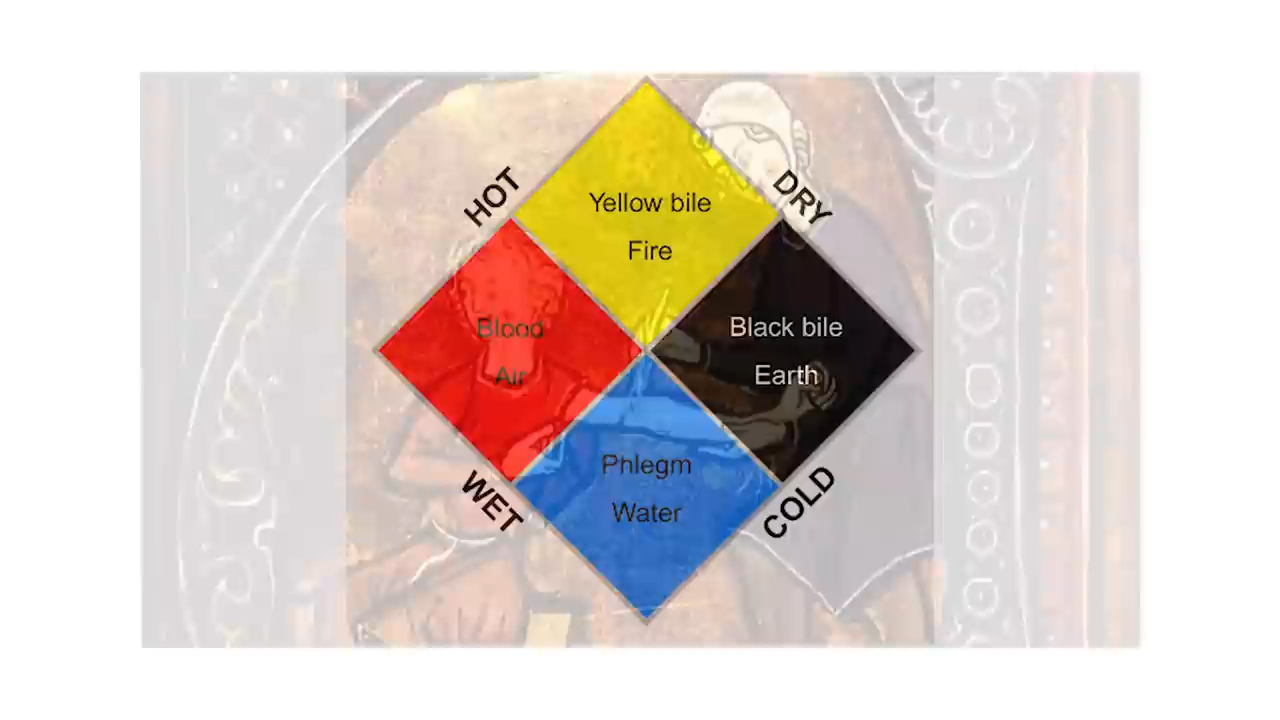 HOT
DRY
Yellow bile
Fire
Blood
Air
Black bile
Earth
Phlegm
Water
WET
COLD